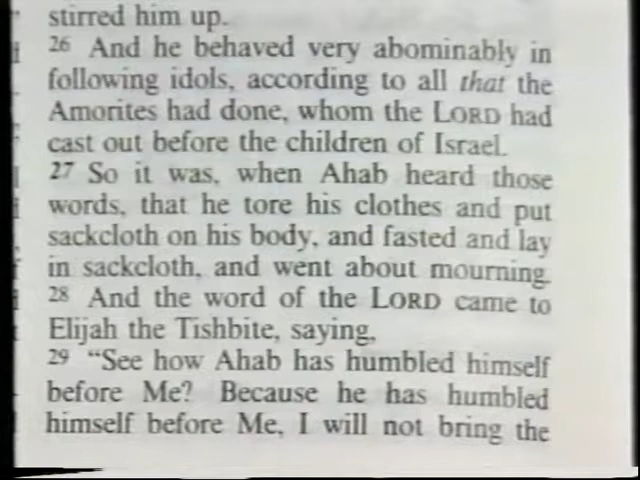 stirred him up.
26 And he behaved very abominably in
following idols, according to all that the
Amorites had done, whom the LORD had
cast out before the children of Israel.
27 So it was, when Ahab heard those
words, that he tore his clothes and put
sackcloth on his body, and fasted and lay
in sackcloth, and went about mourning.
28 And the word of the LORD came to
Elijah the Tishbite, saying,
29 “See how Ahab has humbled himself
before Me? Because he has humbled
himself before Me, I will not bring the